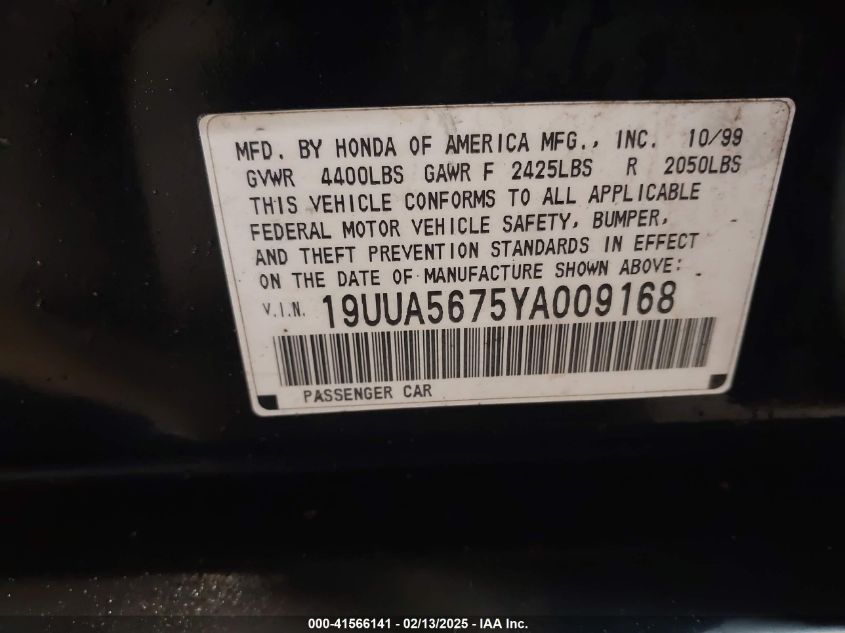 MFD. BY HONDA OF AMERICA MFG., INC. 10/99
GVWR 4400LBS GAWR F 2425LBS R 2050LBS
THIS VEHICLE CONFORMS TO ALL APPLICABLE
FEDERAL MOTOR VEHICLE SAFETY, BUMPER,
AND THEFT PREVENTION STANDARDS IN EFFECT
ON THE DATE OF MANUFACTURE SHOWN ABOVE:
V.I.N. 19UUA5675YA009168
PASSENGER CAR
000-41566141 - 02/13/2025 - IAA Inc.